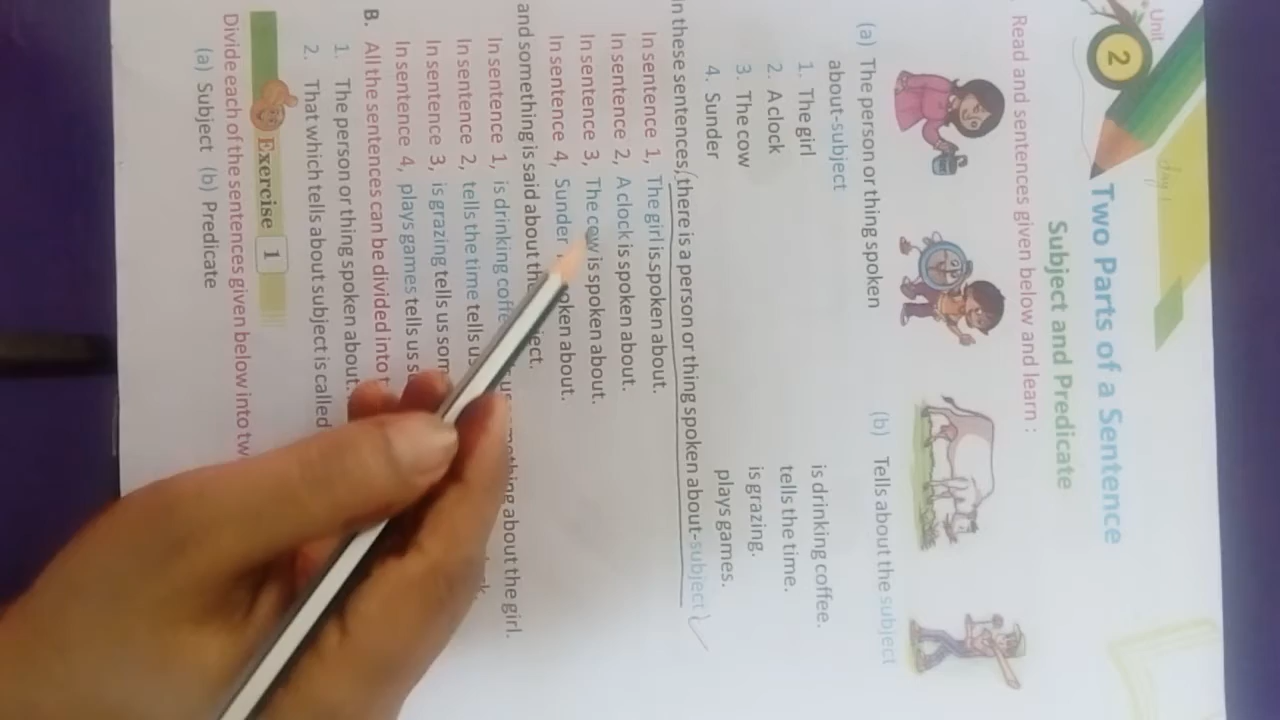 Unit
2
Two Parts of a Sentence
Subject and Predicate
Read and sentences given below and learn :
(a) The person or thing spoken about-subject
(b) Tells about the subject
1. The girl is drinking coffee.
2. A clock tells the time.
3. The cow is grazing.
4. Sunder plays games.
In these sentences, (there is a person or thing spoken about-subject)
In sentence 1, The girl is spoken about.
In sentence 2, A clock is spoken about.
In sentence 3, The cow is spoken about.
In sentence 4, Sunder spoken about.
and something is said about the subject.
In sentence 1, is drinking coffee us something about the girl.
In sentence 2, tells the time tells us
In sentence 3, is grazing tells us som
In sentence 4, plays games tells us s
B. All the sentences can be divided into t
1. The person or thing spoken about.
2. That which tells about subject is called
Exercise 1
Divide each of the sentences given below into tw
(a) Subject (b) Predicate